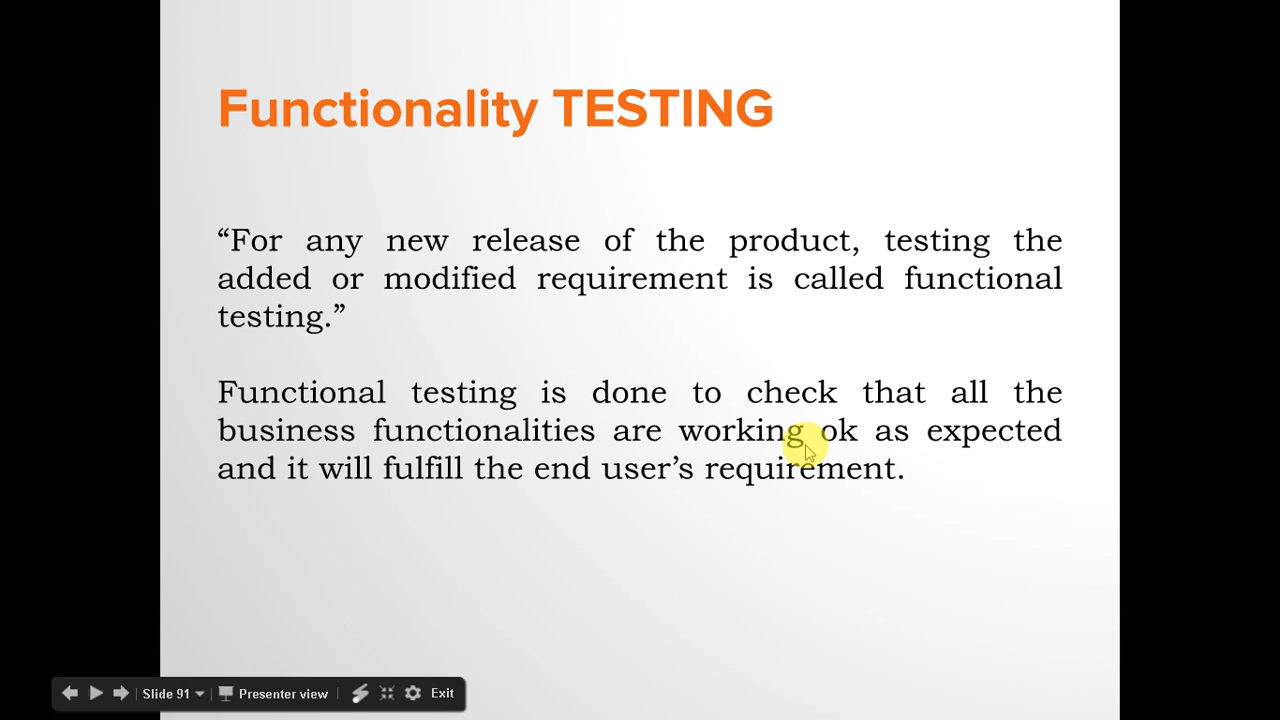 Functionality TESTING
“For any new release of the product, testing the
added or modified requirement is called functional
testing.”
Functional testing is done to check that all the
business functionalities are working ok as expected
and it will fulfill the end user’s requirement.
Slide 91 Presenter view Exit